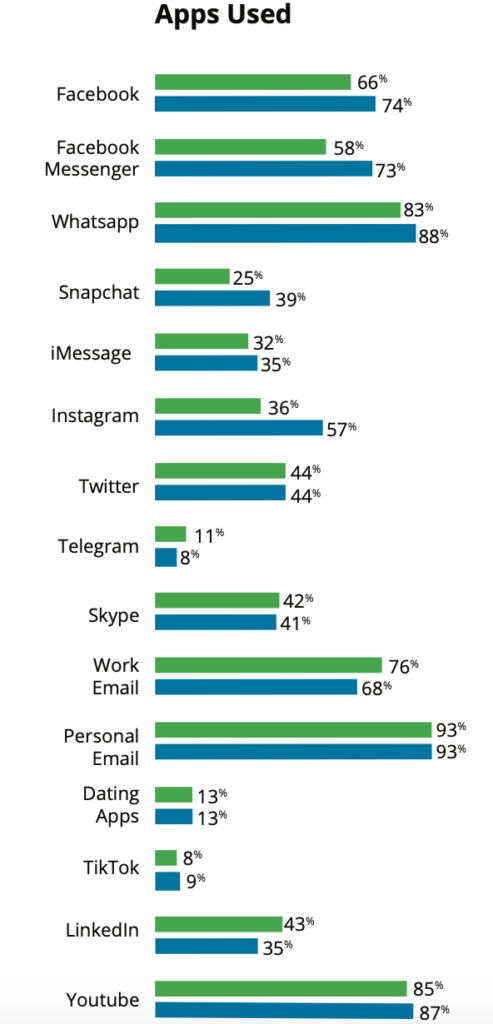 Apps Used
Facebook
66%
74%
Facebook
Messenger
58%
73%
Whatsapp
83%
88%
Snapchat
25%
39%
iMessage
32%
35%
Instagram
36%
57%
Twitter
44%
44%
Telegram
11%
8%
Skype
42%
41%
Work
Email
76%
68%
Personal
Email
93%
93%
Dating
Apps
13%
13%
TikTok
8%
9%
LinkedIn
43%
35%
Youtube
85%
87%